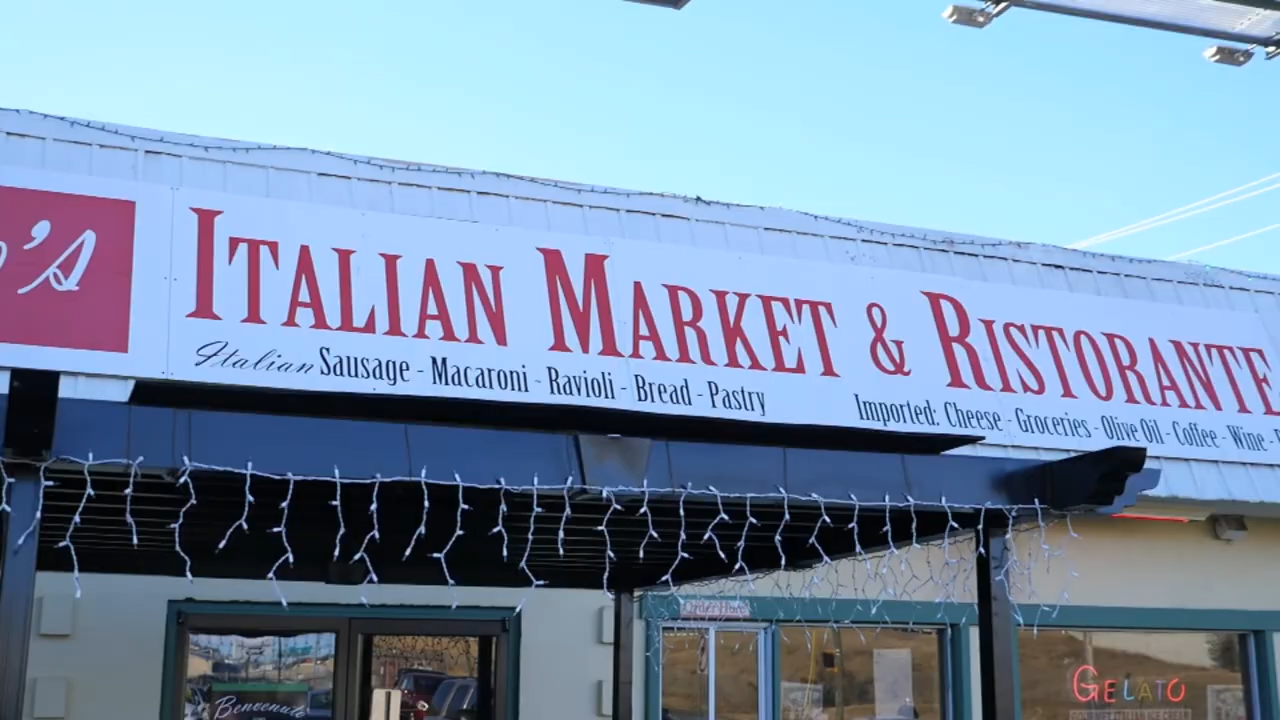 'S
ITALIAN MARKET & RISTORANTE
Italian Sausage - Macaroni - Ravioli - Bread - Pastry
Imported: Cheese - Groceries - Olive Oil - Coffee - Wine -
Order Here
Benvenuto
GELATO